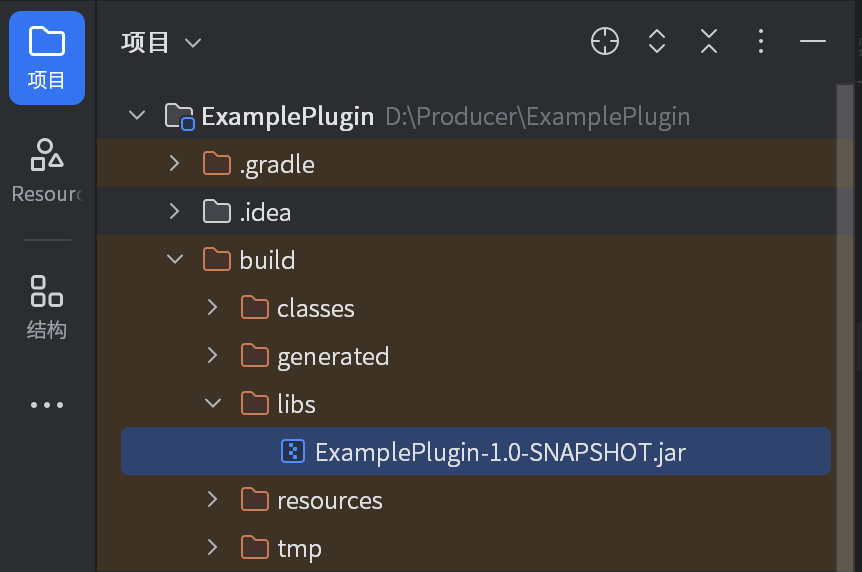 项目
Resourc
结构
项目
ExamplePlugin D:\Producer\ExamplePlugin
.gradle
.idea
build
classes
generated
libs
ExamplePlugin-1.0-SNAPSHOT.jar
resources
tmp